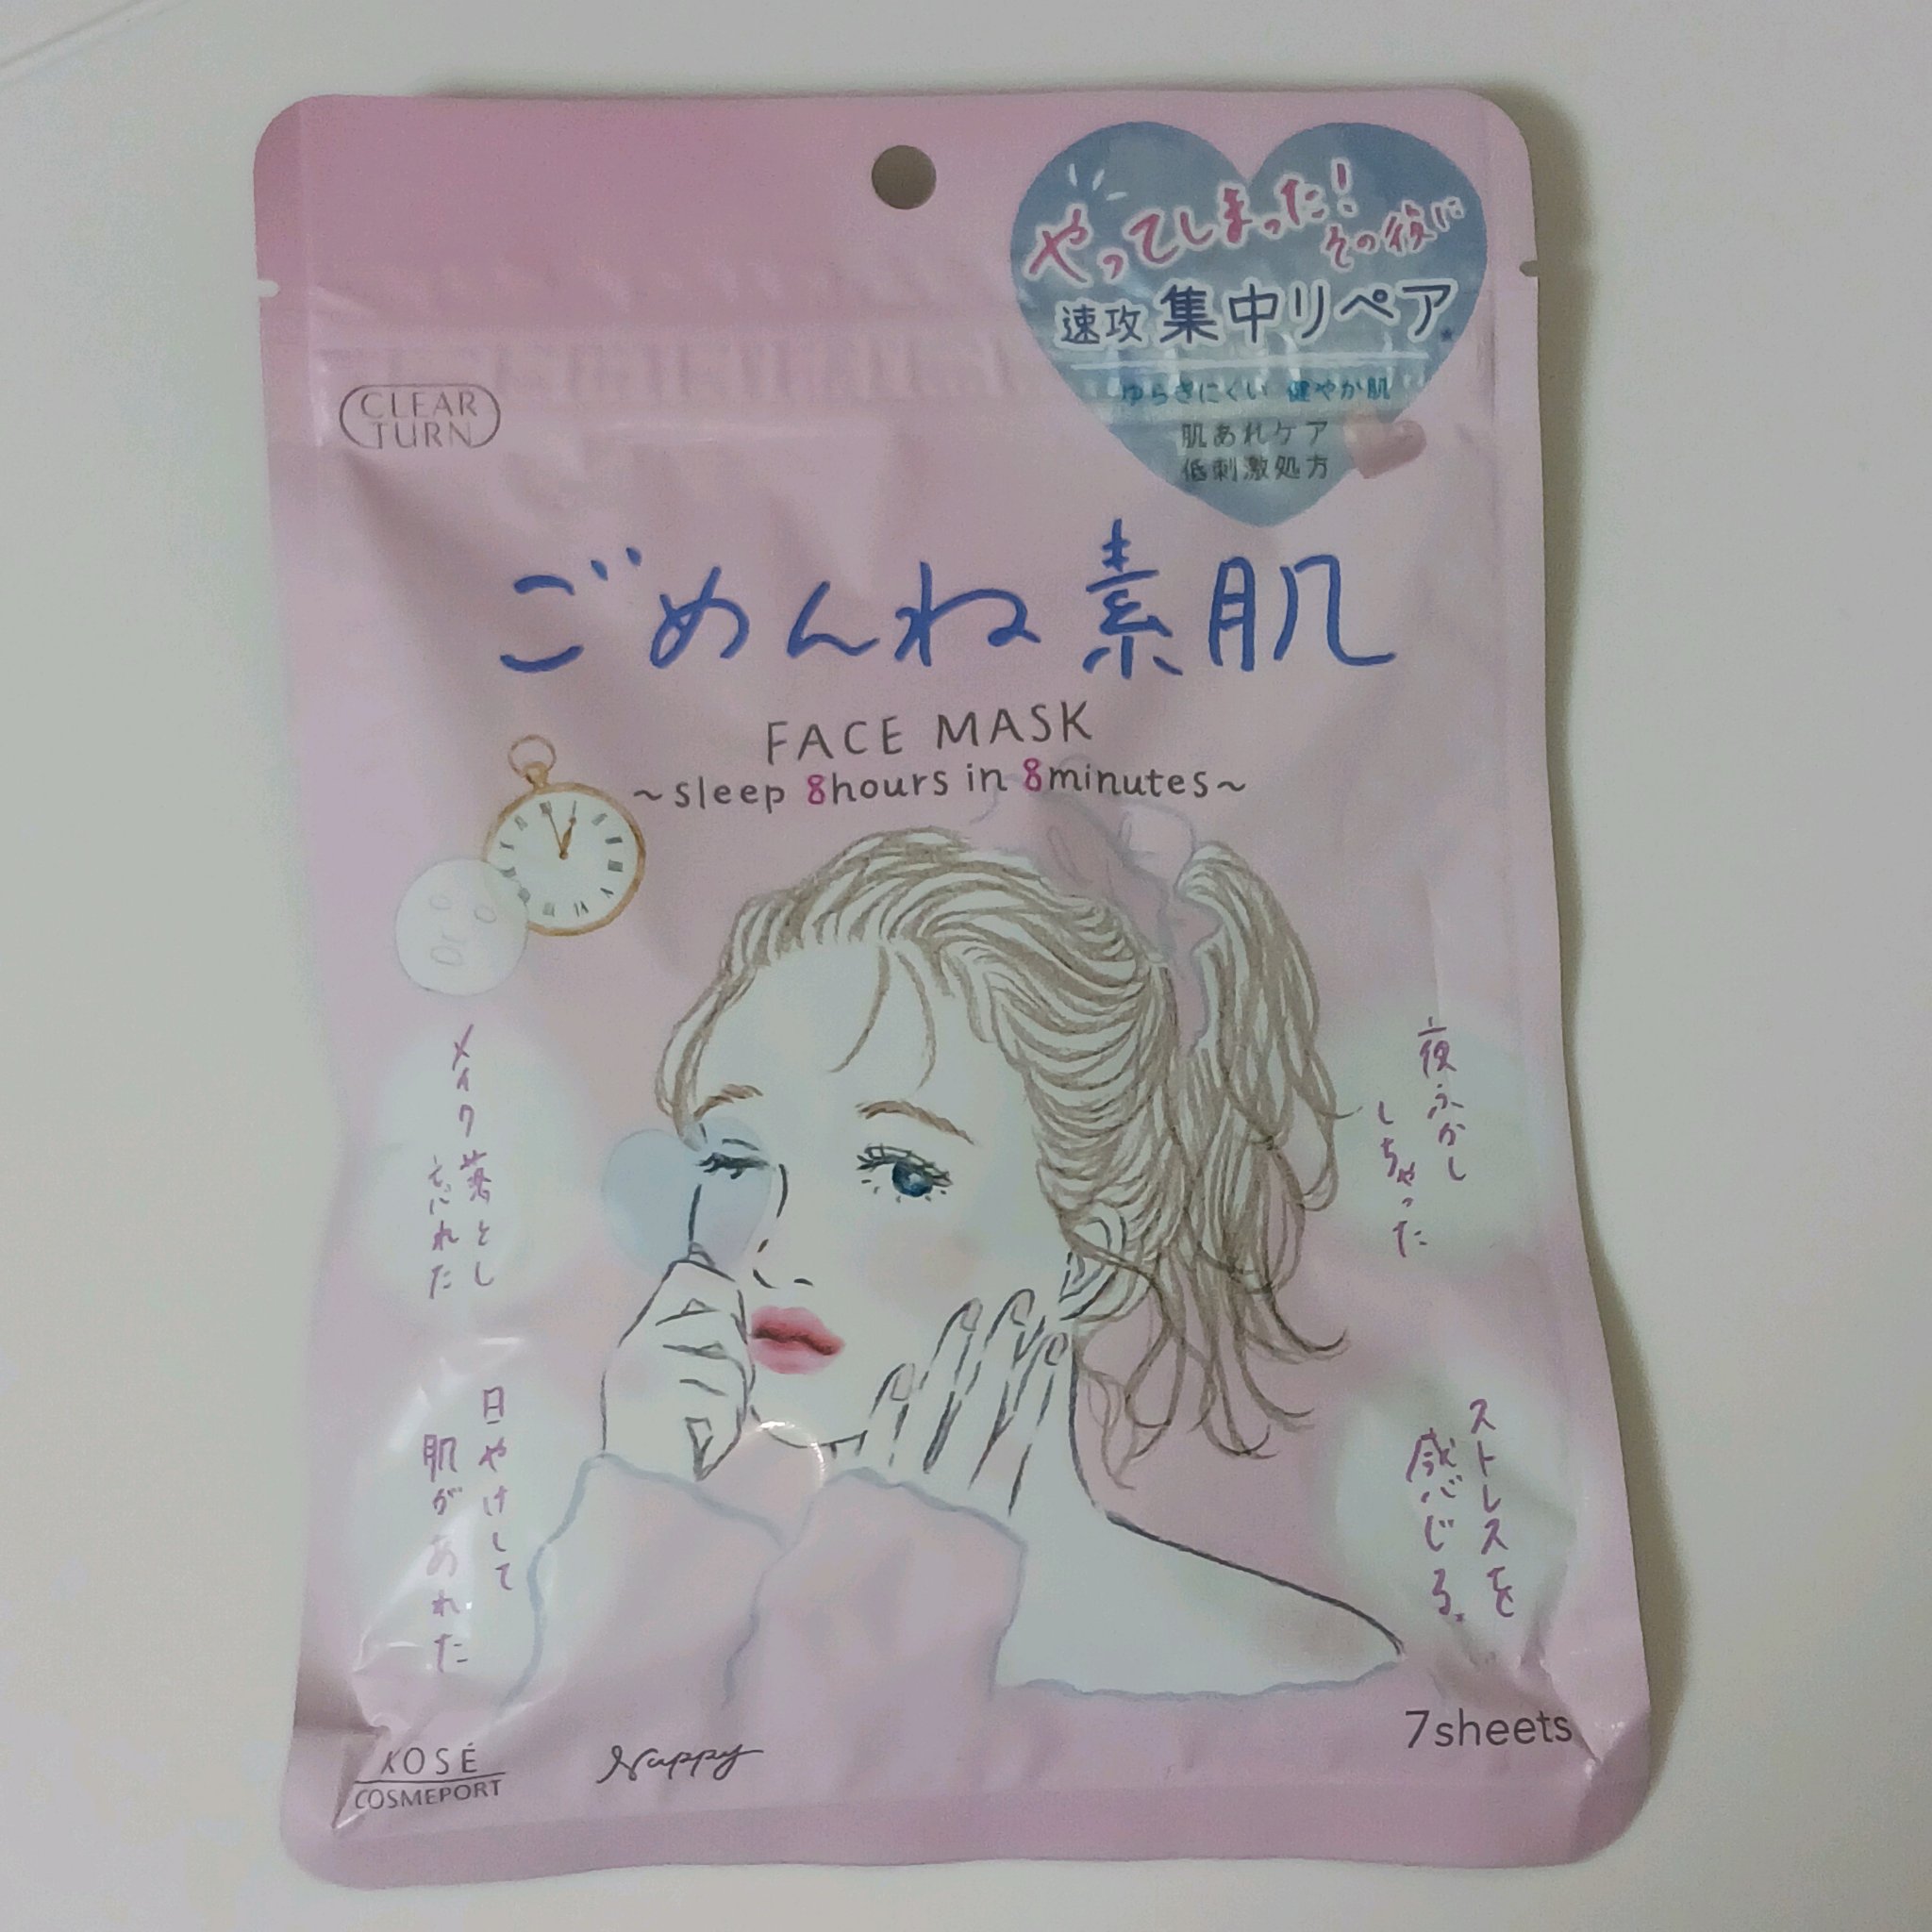 やってしまった!
その後に
速攻 集中リペア*
ゆらぎにくい 健やか肌
肌あれケア
低刺激処方
CLEAR
TURN
ごめんね素肌
FACE MASK
~sleep 8hours in 8minutes~
メイク落とし
忘れた
夜ふかし
しちゃった
日やけして
肌があれた
ストレスを
感じる。
7sheets
KOSÉ
COSMEPORT
Nappy